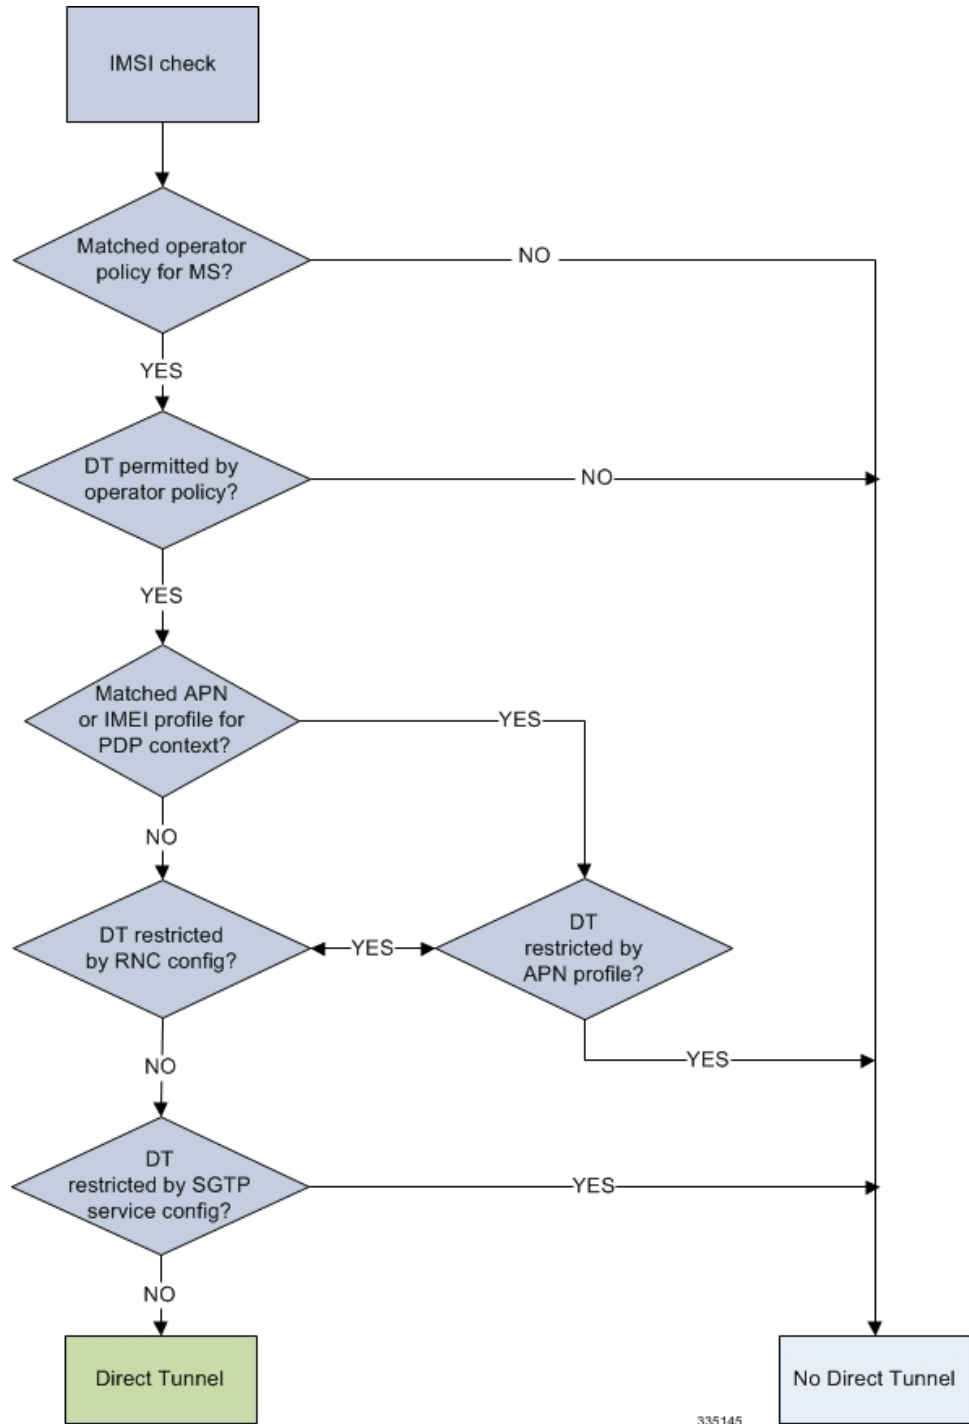 IMSI check
Matched operator
policy for MS?
NO
YES
DT permitted by
operator policy?
NO
YES
Matched APN
or IMEI profile for
PDP context?
YES
NO
DT restricted
by RNC config?
YES
DT
restricted by
APN profile?
NO
YES
DT
restricted by SGTP
service config?
YES
NO
Direct Tunnel
No Direct Tunnel
335145